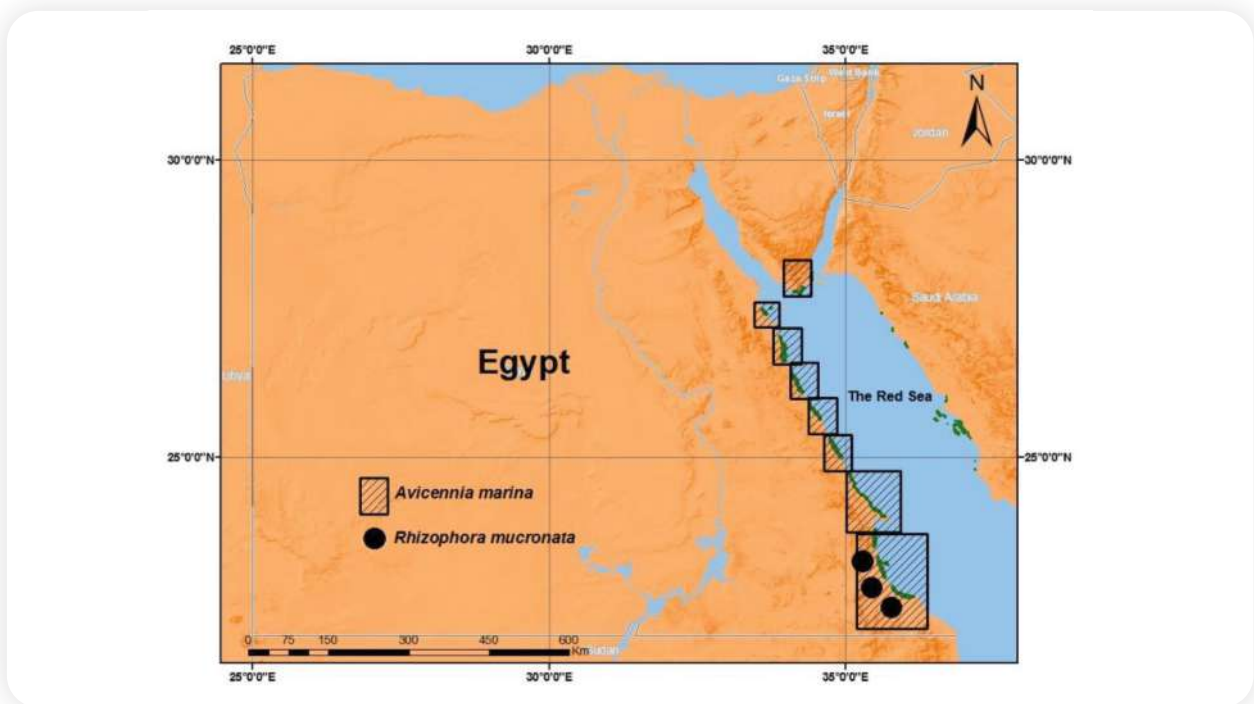 25°0'0"E 30°0'0"E 35°0'0"E
Gaza Strip West Bank
N
Israel
Jordan
30°0'0"N 30°0'0"N
Saudi Arabia
Egypt
Libya
The Red Sea
25°0'0"N 25°0'0"N
Avicennia marina
Rhizophora mucronata
0 75 150 300 450 600
Km
Sudan
25°0'0"E 30°0'0"E 35°0'0"E